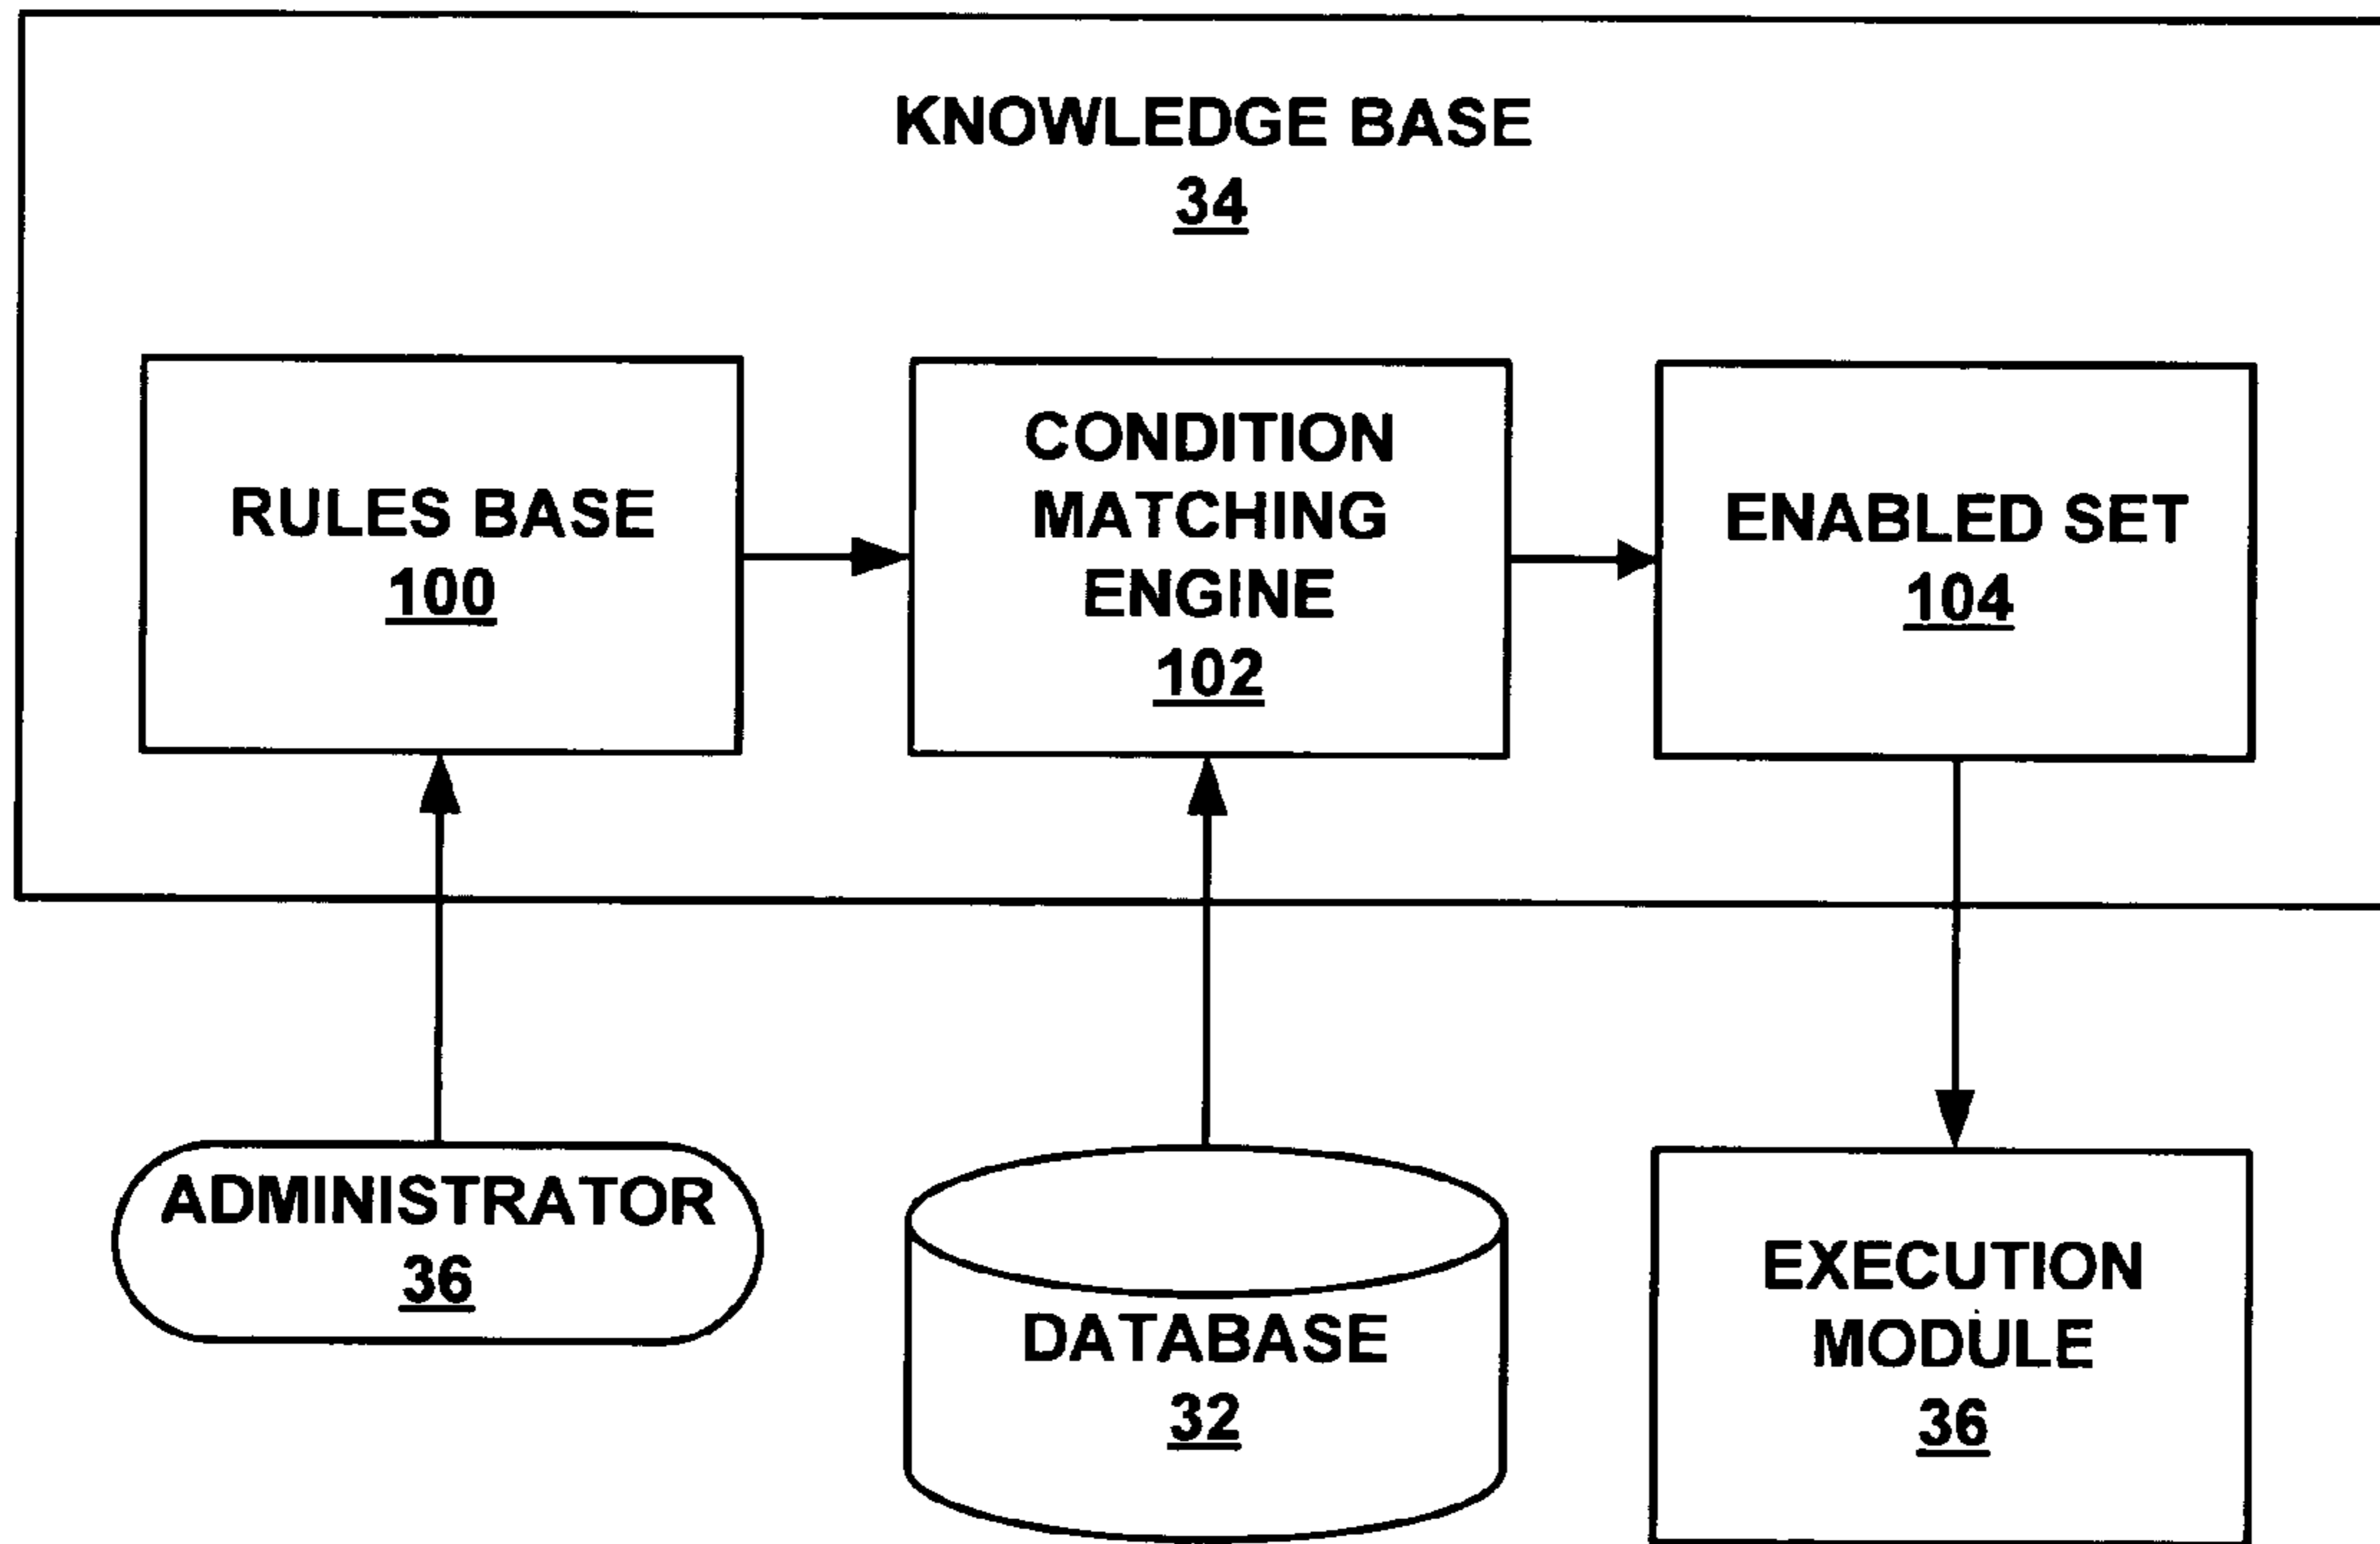 KNOWLEDGE BASE
34
RULES BASE
100
CONDITION
MATCHING
ENGINE
102
ENABLED SET
104
ADMINISTRATOR
36
DATABASE
32
EXECUTION
MODULE
36